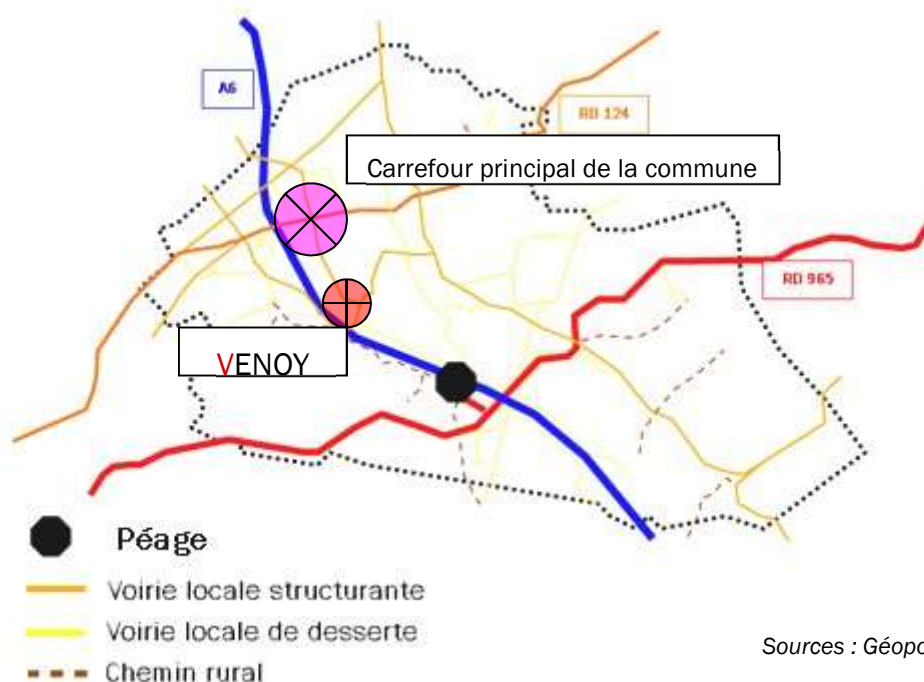 A6
RD 124
Carrefour principal de la commune
RD 965
VENOY
Péage
Voirie locale structurante
Voirie locale de desserte
Chemin rural
Sources : Géopo